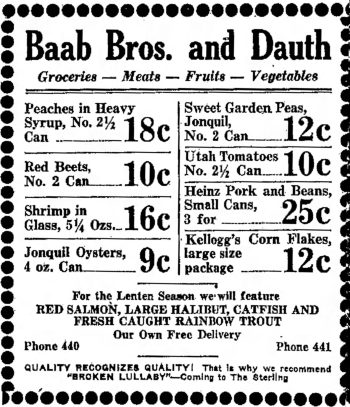 Baab Bros. and Dauth
Groceries — Meats — Fruits — Vegetables
Peaches in Heavy
Syrup, No. 2½
Can 18c
Red Beets,
No. 2 Can 10c
Shrimp in
Glass, 5¼ Ozs. 16c
Jonquil Oysters,
4 oz. Can 9c
Sweet Garden Peas,
Jonquil,
No. 2 Can 12c
Utah Tomatoes
No. 2½ Can 10c
Heinz Pork and Beans,
Small Cans,
3 for 25c
Kellogg's Corn Flakes,
large size
package 12c
For the Lenten Season we will feature
RED SALMON, LARGE HALIBUT, CATFISH AND
FRESH CAUGHT RAINBOW TROUT
Our Own Free Delivery
Phone 440 Phone 441
QUALITY RECOGNIZES QUALITY! That is why we recommend
"BROKEN LULLABY"—Coming to The Sterling